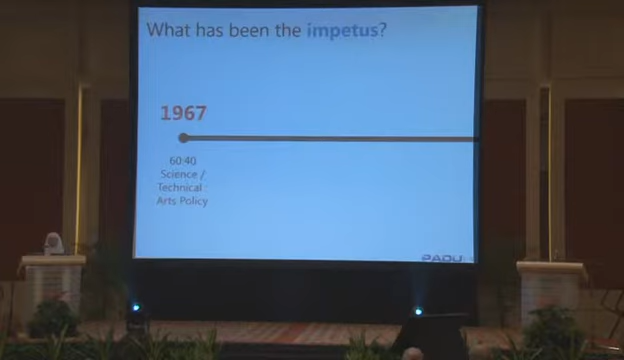 What has been the impetus?
1967
60:40
Science /
Technical :
Arts Policy
PADU